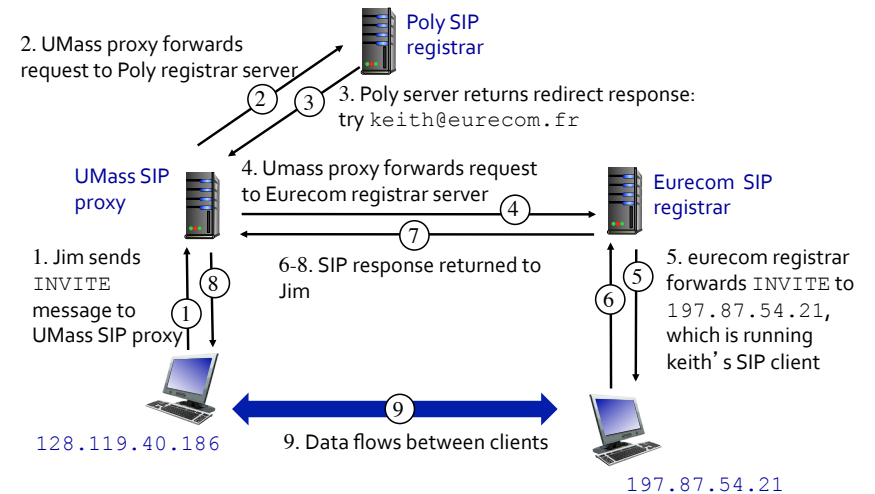 Poly SIP
registrar
2. UMass proxy forwards
request to Poly registrar server
2
3
3. Poly server returns redirect response:
try keith@eurecom.fr
UMass SIP
proxy
4. Umass proxy forwards request
to Eurecom registrar server
4
Eurecom SIP
registrar
7
1. Jim sends
INVITE
message to
UMass SIP proxy
1
8
6-8. SIP response returned to
Jim
6
5
5. eurecom registrar
forwards INVITE to
197.87.54.21,
which is running
keith's SIP client
9
9. Data flows between clients
128.119.40.186
197.87.54.21